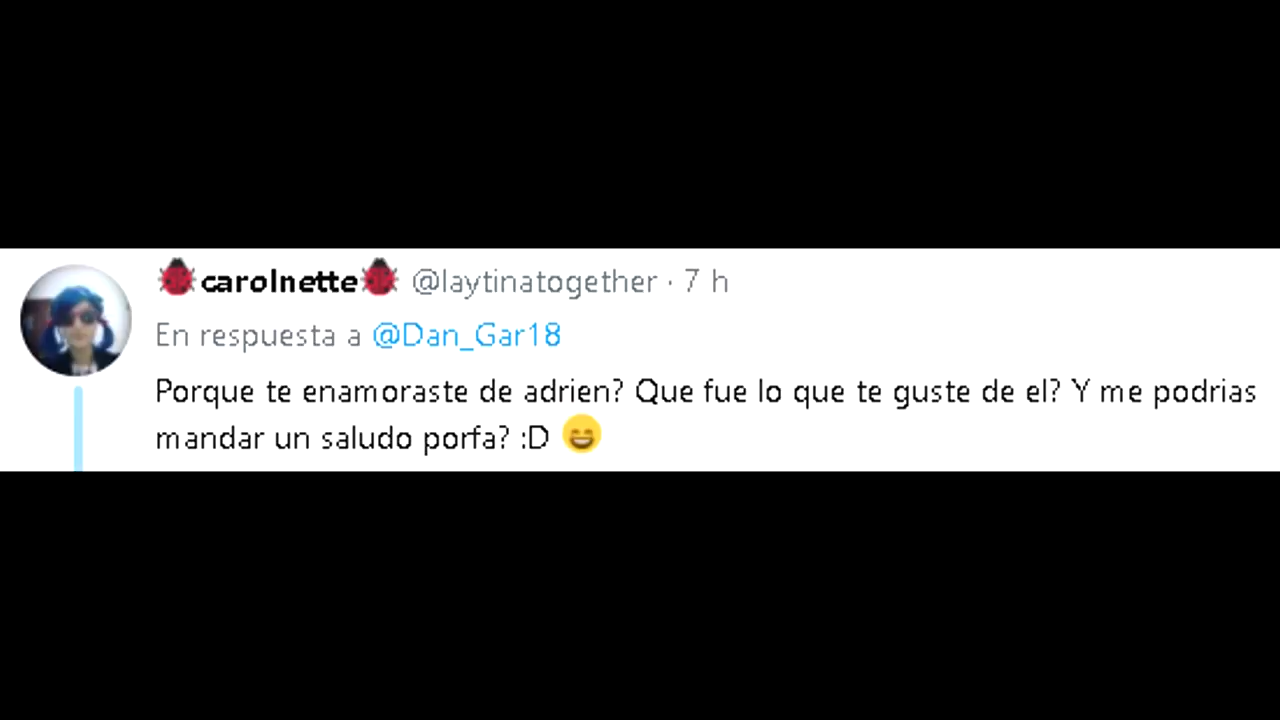 🐞carolnette🐞 @laytinatogether · 7 h
En respuesta a @Dan_Gar18
Porque te enamoraste de adrien? Que fue lo que te guste de el? Y me podrias
mandar un saludo porfa? :D 😄